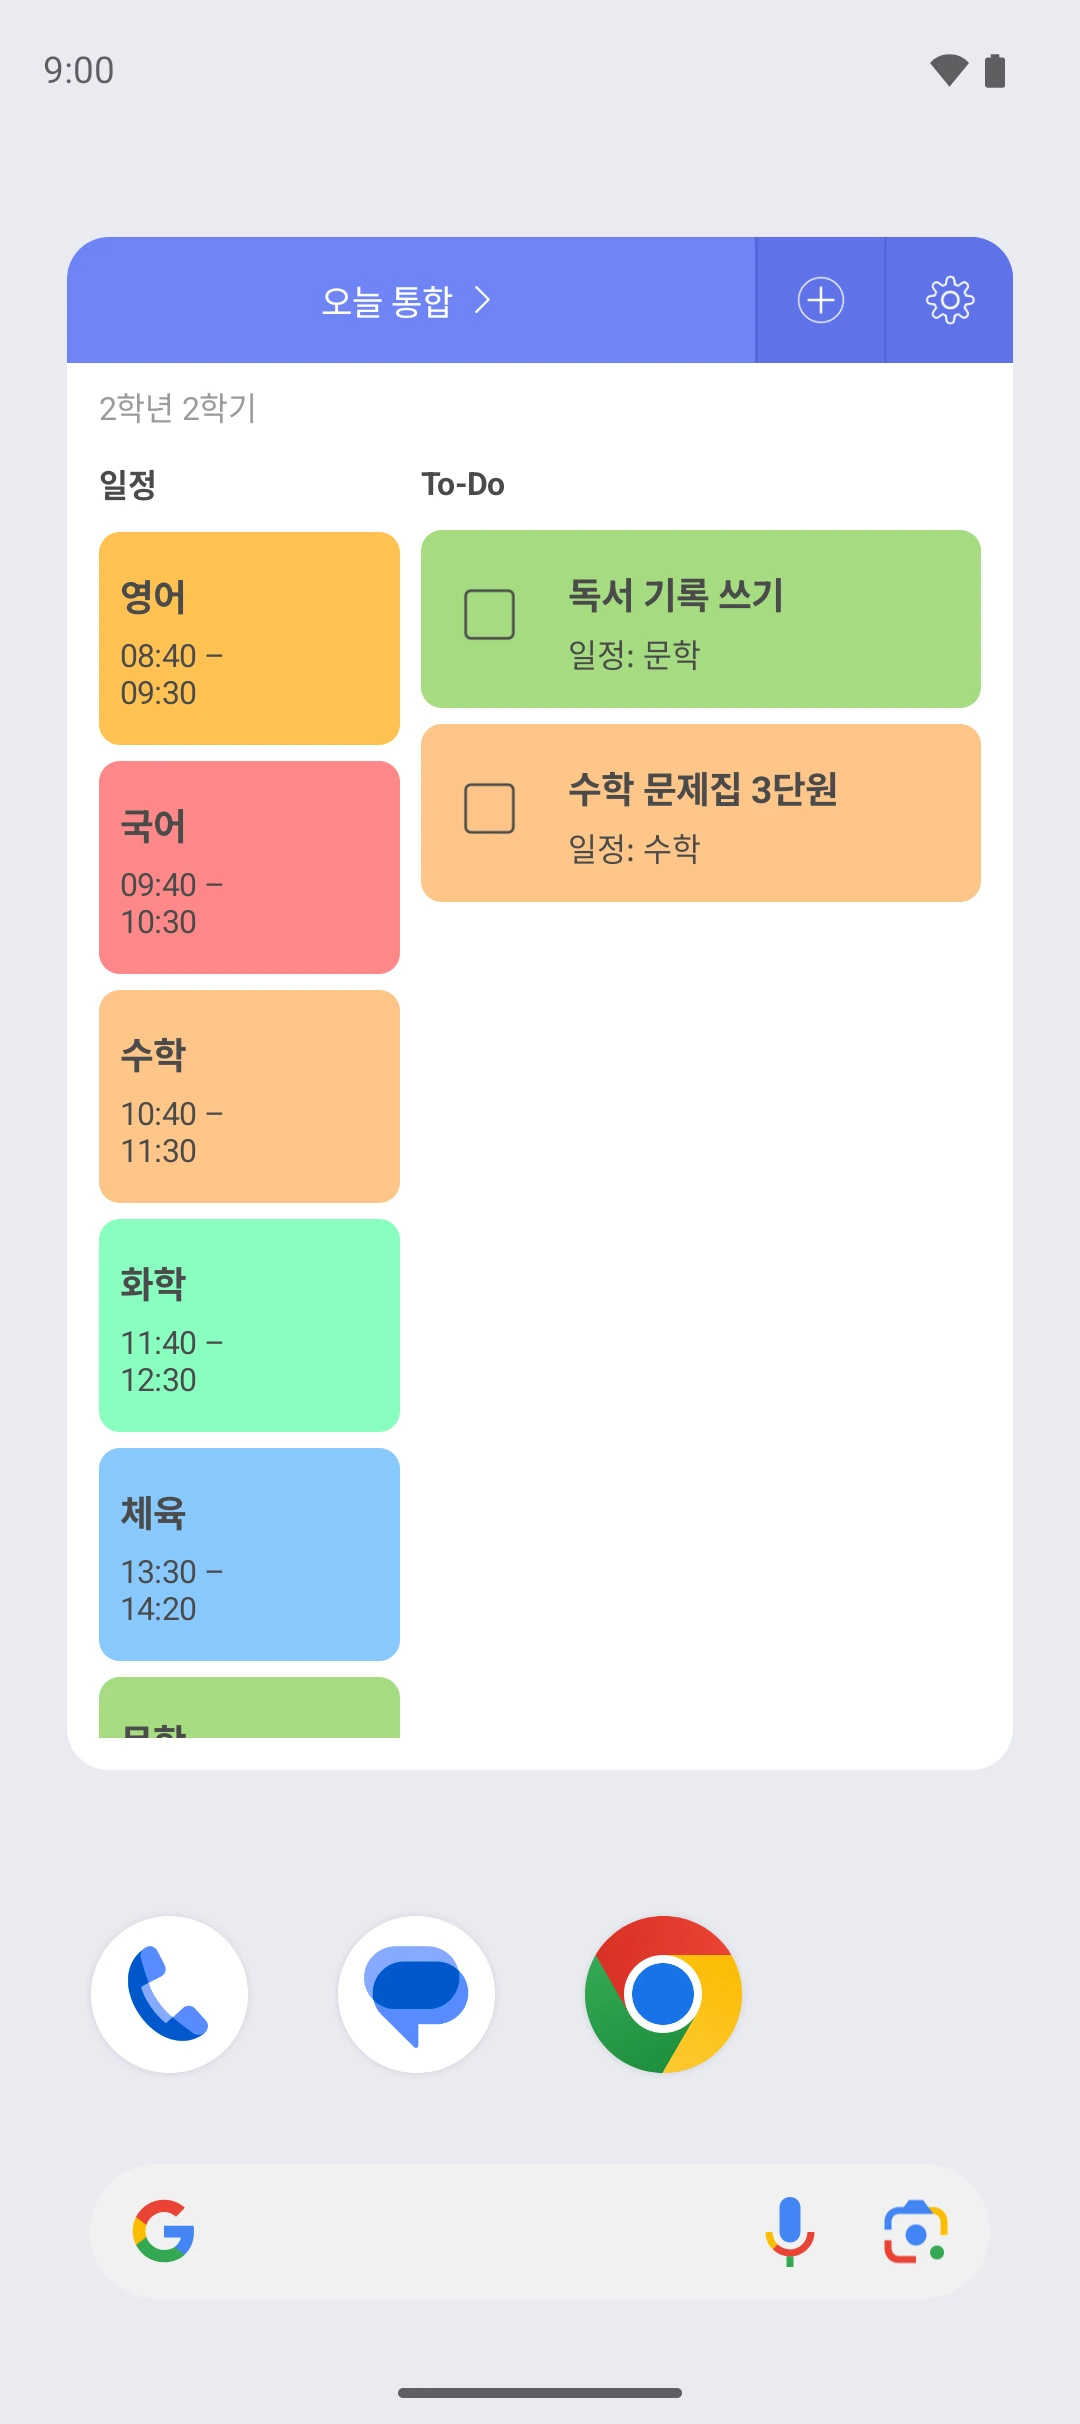 9:00
오늘 통합
2학년 2학기
일정
영어
08:40 –
09:30
국어
09:40 –
10:30
수학
10:40 –
11:30
화학
11:40 –
12:30
체육
13:30 –
14:20
To-Do
독서 기록 쓰기
일정: 문학
수학 문제집 3단원
일정: 수학